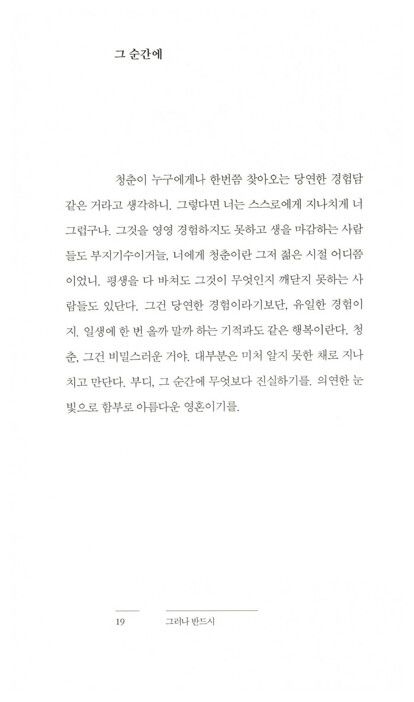 그 순간에
청춘이 누구에게나 한번쯤 찾아오는 당연한 경험담
같은 거라고 생각하니. 그렇다면 너는 스스로에게 지나치게 너
그럽구나. 그것을 영영 경험하지도 못하고 생을 마감하는 사람
들도 부지기수이거늘, 너에게 청춘이란 그저 젊은 시절 어디쯤
이었니. 평생을 다 바쳐도 그것이 무엇인지 깨닫지 못하는 사
람들도 있단다. 그건 당연한 경험이라기보단, 유일한 경험이
지. 일생에 한 번 올까 말까 하는 기적과도 같은 행복이란다. 청
춘, 그건 비밀스러운 거야. 대부분은 미처 알지 못한 채로 지나
치고 만단다. 부디, 그 순간에 무엇보다 진실하기를. 의연한 눈
빛으로 함부로 아름다운 영혼이기를.
19 그러나 반드시